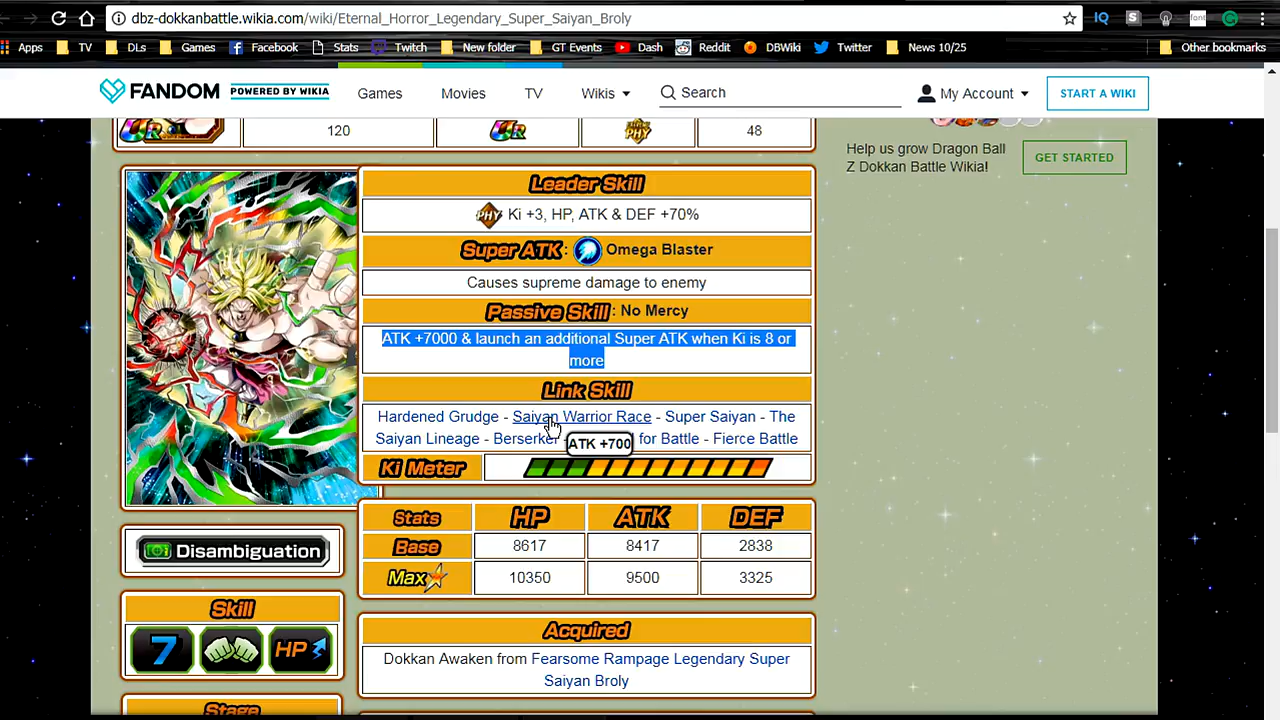 dbz-dokkanbattle.wikia.com/wiki/Eternal_Horror_Legendary_Super_Saiyan_Broly
Apps TV DLs Games Facebook Stats Twitch New folder GT Events Dash Reddit DBWiki Twitter News 10/25 Other bookmarks
FANDOM POWERED BY WIKIA Games Movies TV Wikis Search My Account START A WIKI
UR 120 UR PHY 48
Help us grow Dragon Ball
Z Dokkan Battle Wikia!
GET STARTED
Leader Skill
PHY Ki +3, HP, ATK & DEF +70%
Super ATK: Omega Blaster
Causes supreme damage to enemy
Passive Skill: No Mercy
ATK +7000 & launch an additional Super ATK when Ki is 8 or
more
Link Skill
Hardened Grudge - Saiyan Warrior Race - Super Saiyan - The
Saiyan Lineage - Berserker for Battle - Fierce Battle
ATK +700
Ki Meter
Stats HP ATK DEF
Base 8617 8417 2838
Max 10350 9500 3325
Disambiguation
Skill
7 HP
Acquired
Dokkan Awaken from Fearsome Rampage Legendary Super
Saiyan Broly
Stage